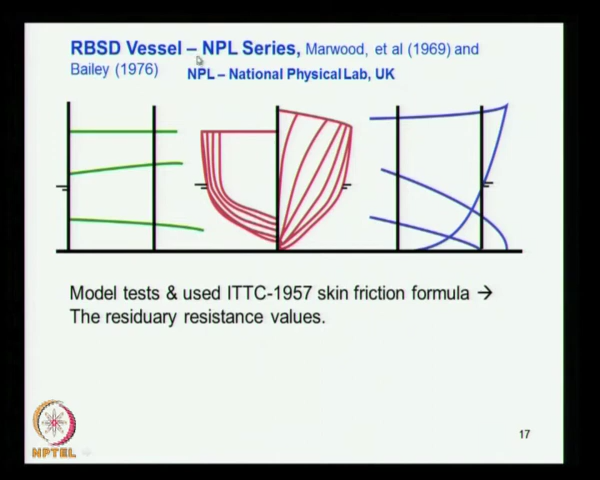 RBSD Vessel – NPL Series, Marwood, et al (1969) and
Bailey (1976)
NPL – National Physical Lab, UK
Model tests & used ITTC-1957 skin friction formula →
The residuary resistance values.
17
NPTEL